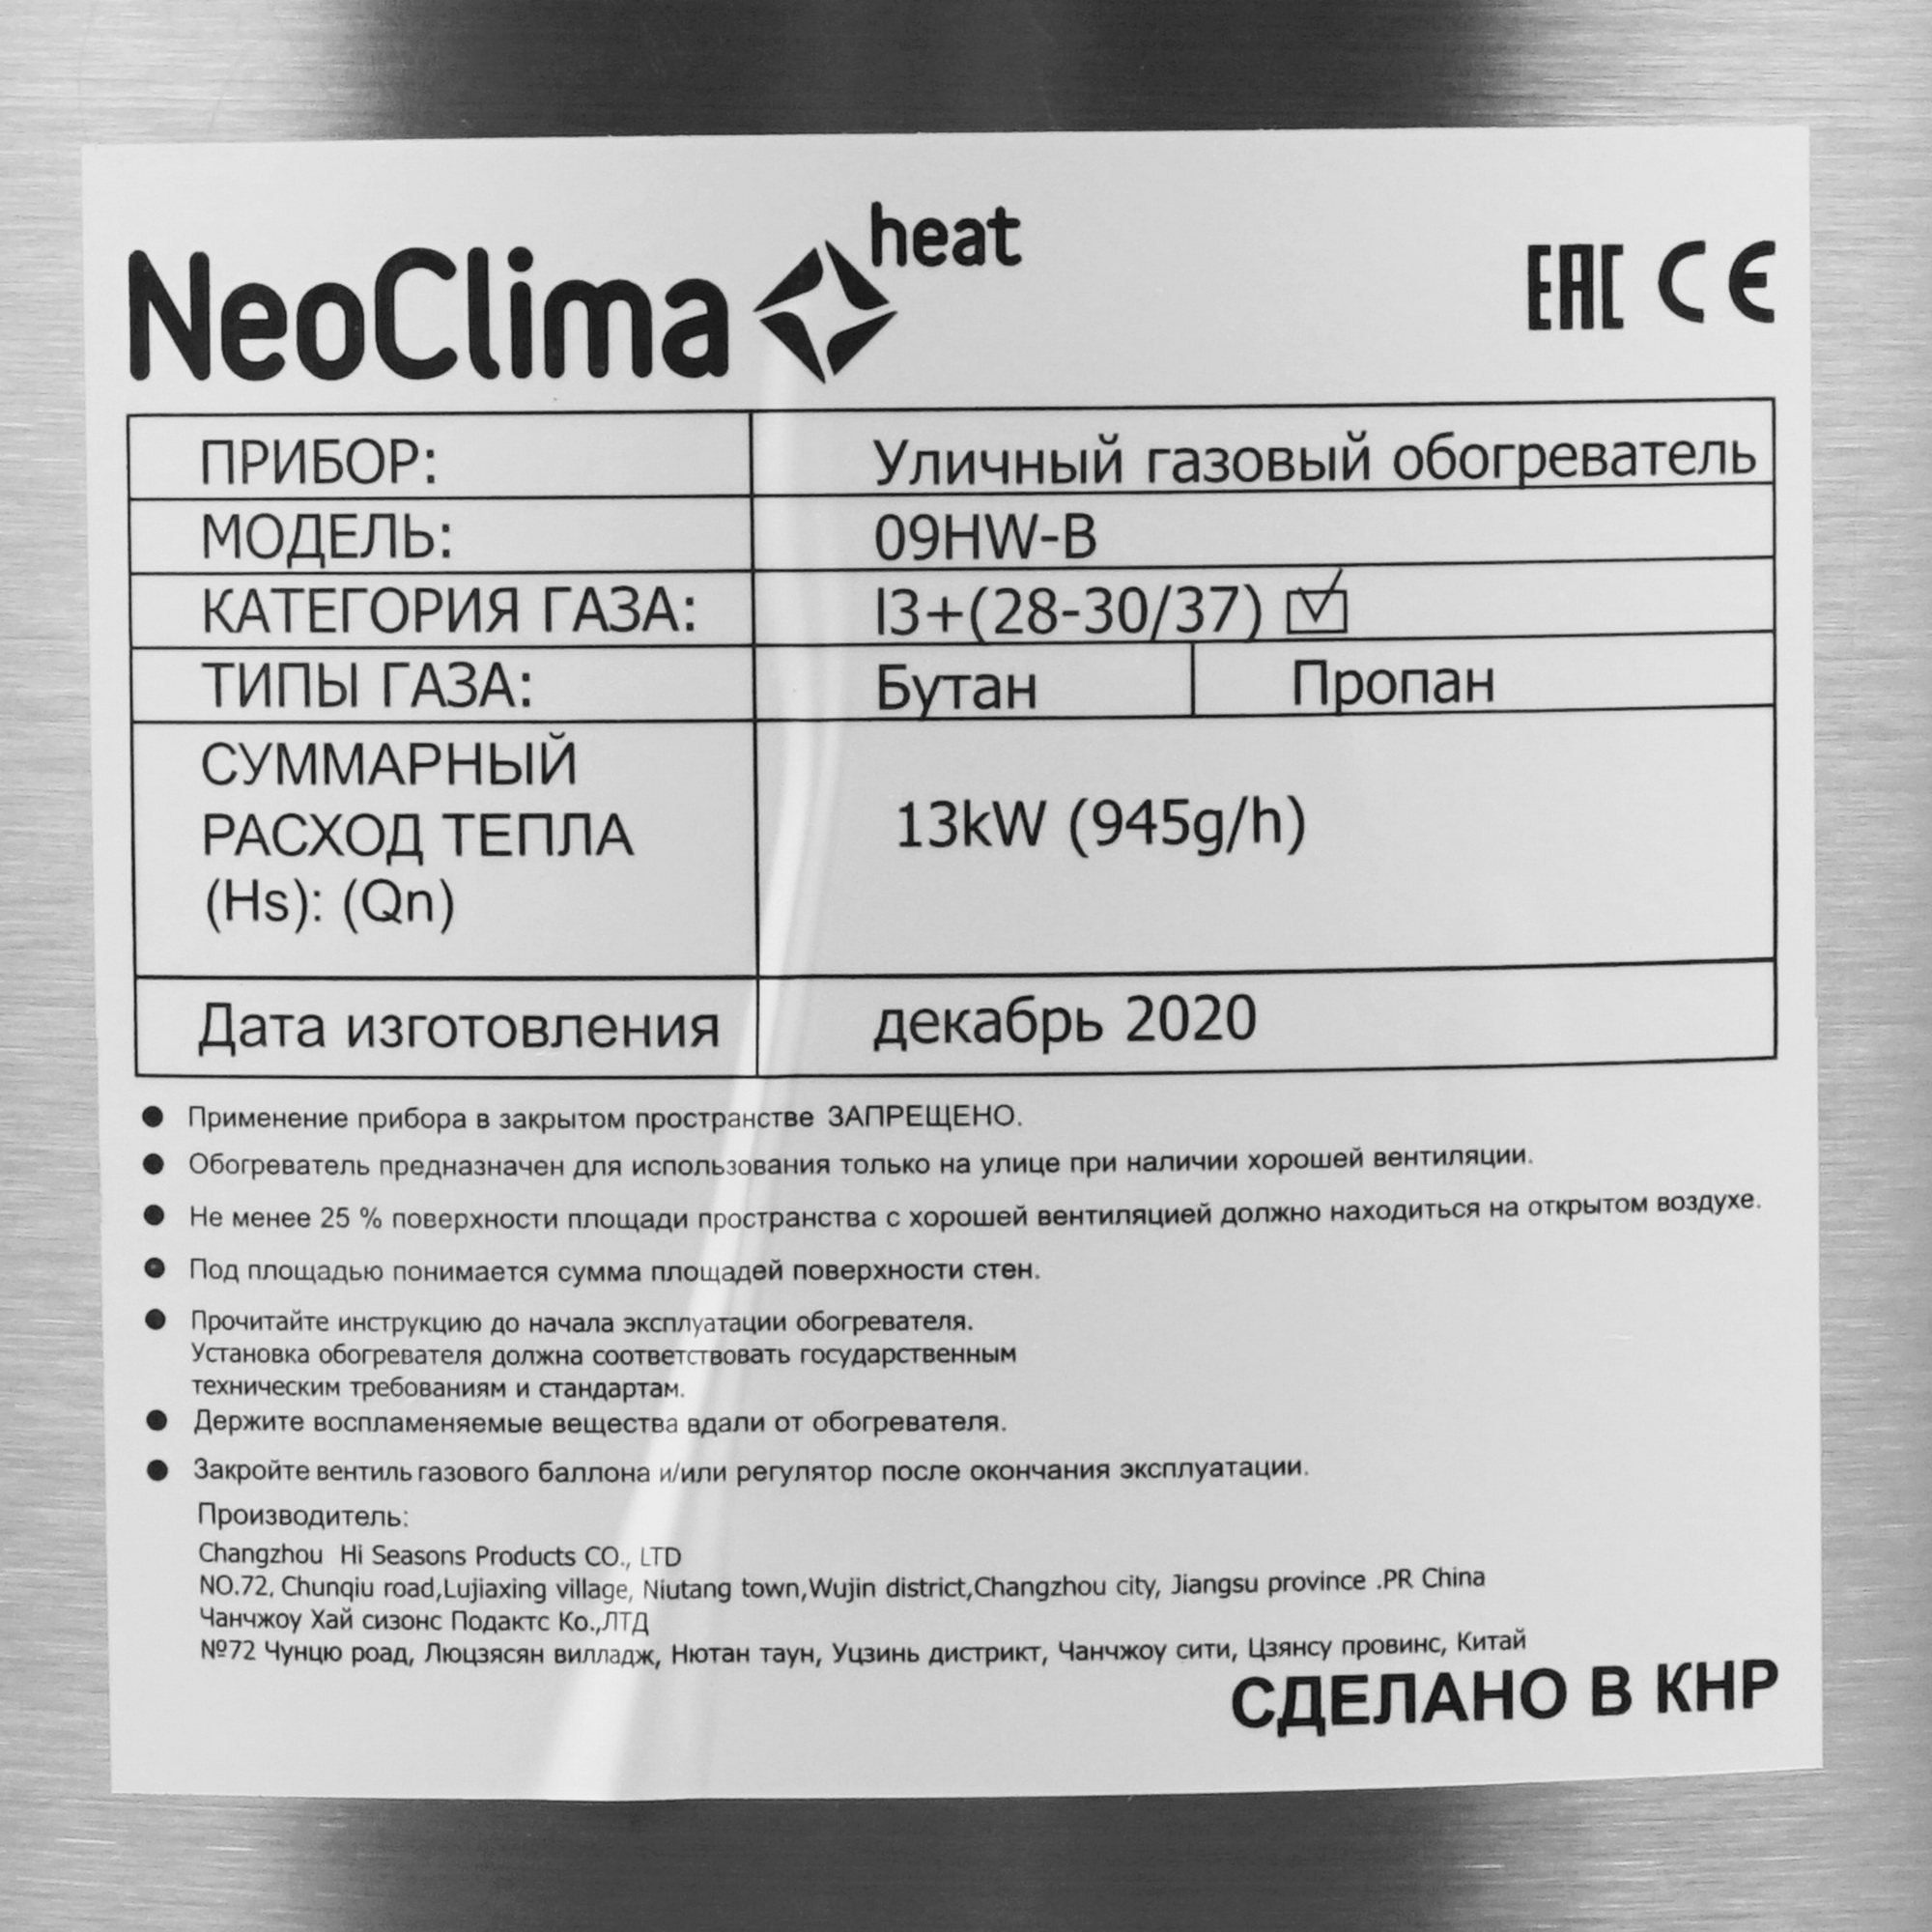 NeoClima heat
EAC CE
ПРИБОР: Уличный газовый обогреватель
МОДЕЛЬ: 09HW-B
КАТЕГОРИЯ ГАЗА: I3+(28-30/37)
ТИПЫ ГАЗА: Бутан Пропан
СУММАРНЫЙ
РАСХОД ТЕПЛА
(Hs): (Qn)
13kW (945g/h)
Дата изготовления декабрь 2020
● Применение прибора в закрытом пространстве ЗАПРЕЩЕНО.
● Обогреватель предназначен для использования только на улице при наличии хорошей вентиляции.
● Не менее 25 % поверхности площади пространства с хорошей вентиляцией должно находиться на открытом воздухе.
● Под площадью понимается сумма площадей поверхности стен.
● Прочитайте инструкцию до начала эксплуатации обогревателя.
Установка обогревателя должна соответствовать государственным
техническим требованиям и стандартам.
● Держите воспламеняемые вещества вдали от обогревателя.
● Закройте вентиль газового баллона и/или регулятор после окончания эксплуатации.
Производитель:
Changzhou Hi Seasons Products CO., LTD
NO.72, Chunqiu road,Lujiaxing village, Niutang town,Wujin district,Changzhou city, Jiangsu province .PR China
Чанчжоу Хай сизонс Подактс Ко.,ЛТД
№72 Чунцю роад, Люцзясян вилладж, Нютан таун, Уцзинь дистрикт, Чанчжоу сити, Цзянсу провинс, Китай
СДЕЛАНО В КНР